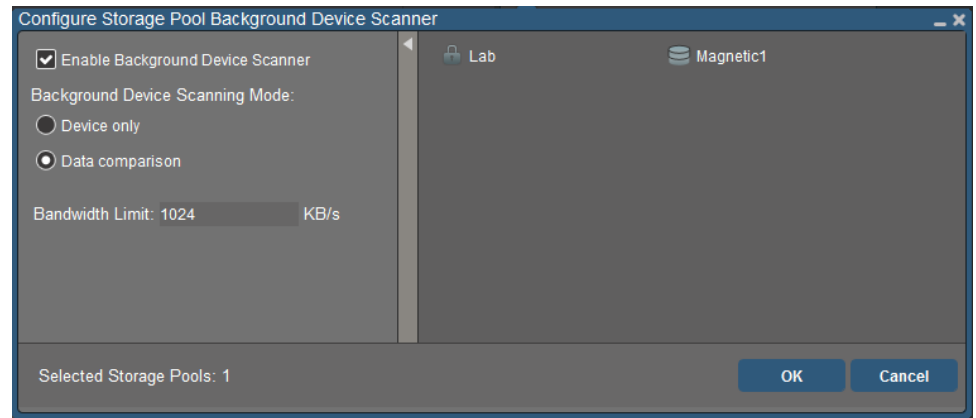 Configure Storage Pool Background Device Scanner
Enable Background Device Scanner
Background Device Scanning Mode:
Device only
Data comparison
Bandwidth Limit: 1024 KB/s
Lab Magnetic1
Selected Storage Pools: 1
OK Cancel